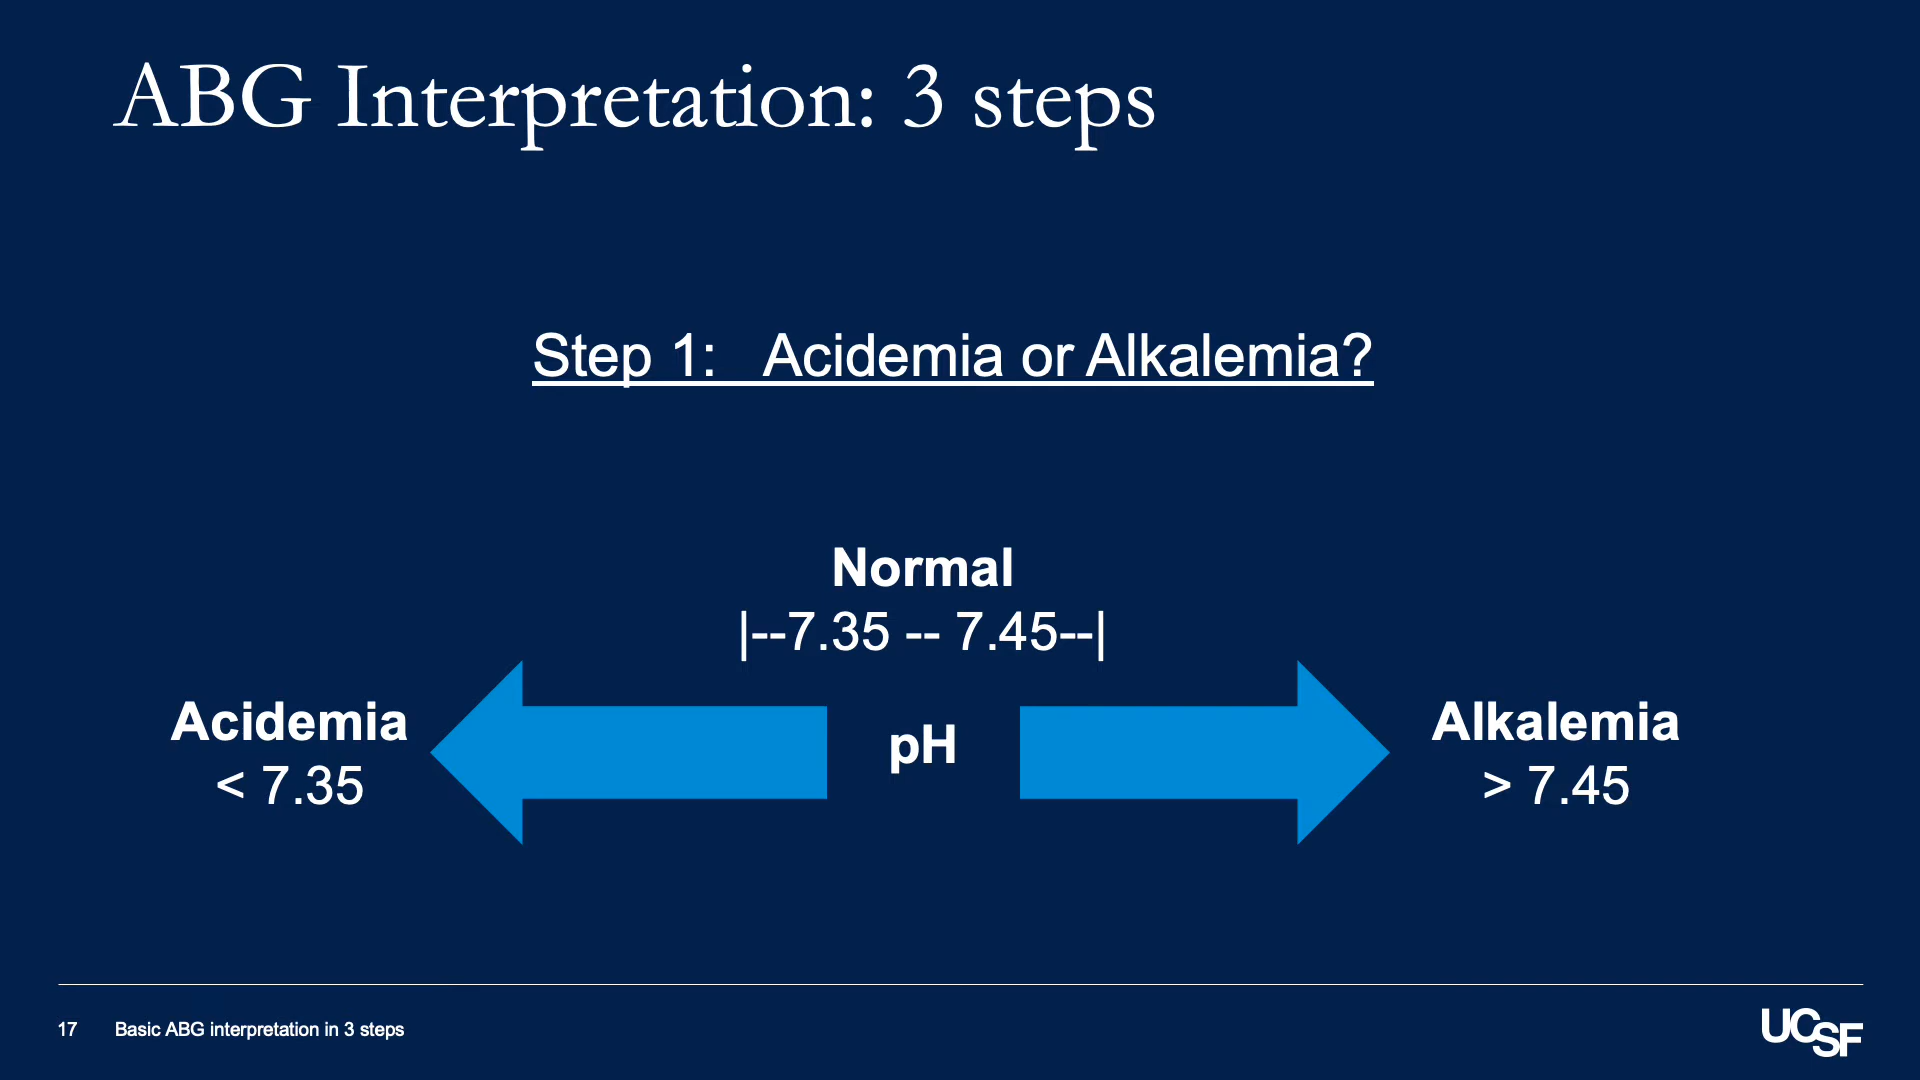 ABG Interpretation: 3 steps
Step 1: Acidemia or Alkalemia?
Normal
|--7.35 -- 7.45--|
Acidemia
< 7.35
pH
Alkalemia
> 7.45
17 Basic ABG interpretation in 3 steps
UCSF